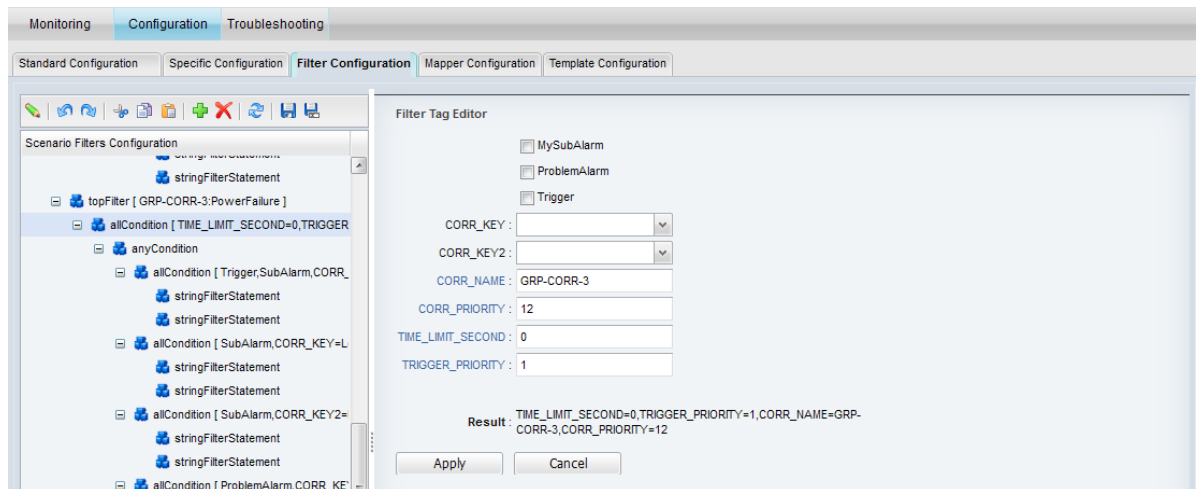 Monitoring Configuration Troubleshooting
Standard Configuration Specific Configuration Filter Configuration Mapper Configuration Template Configuration
Filter Tag Editor
Scenario Filters Configuration
stringFilterStatement
stringFilterStatement
topFilter [ GRP-CORR-3:PowerFailure ]
allCondition [ TIME_LIMIT_SECOND=0,TRIGGER
anyCondition
allCondition [ Trigger,SubAlarm,CORR_
stringFilterStatement
stringFilterStatement
allCondition [ SubAlarm,CORR_KEY=L
stringFilterStatement
stringFilterStatement
allCondition [ SubAlarm,CORR_KEY2=
stringFilterStatement
stringFilterStatement
allCondition [ ProblemAlarm,CORR_KE
MySubAlarm
ProblemAlarm
Trigger
CORR_KEY :
CORR_KEY2 :
CORR_NAME : GRP-CORR-3
CORR_PRIORITY : 12
TIME_LIMIT_SECOND : 0
TRIGGER_PRIORITY : 1
Result : TIME_LIMIT_SECOND=0,TRIGGER_PRIORITY=1,CORR_NAME=GRP-
CORR-3,CORR_PRIORITY=12
Apply Cancel